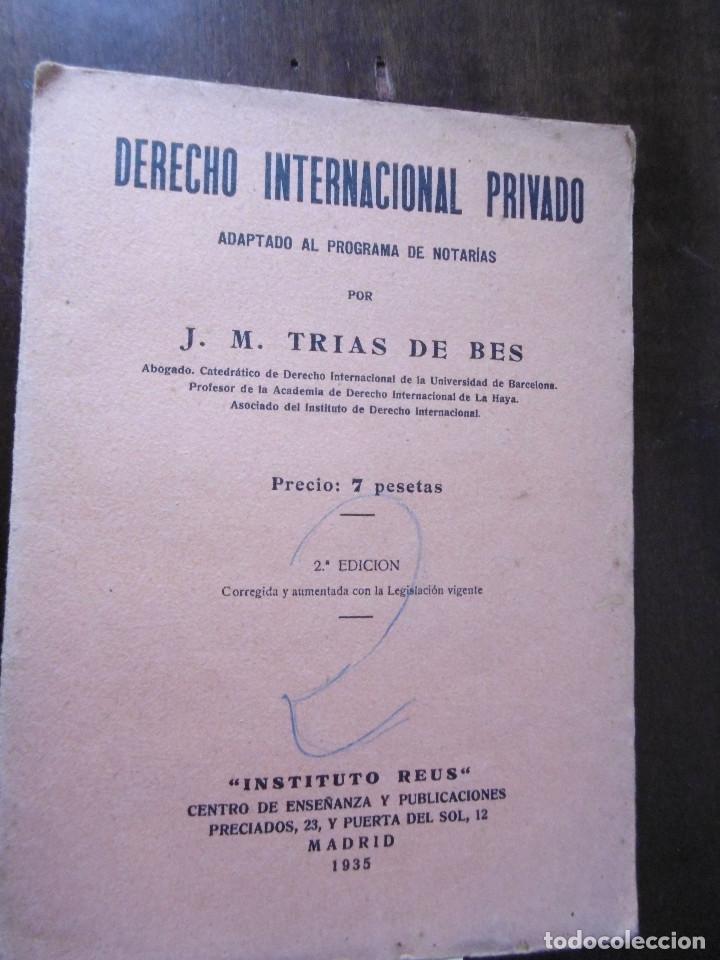 DERECHO INTERNACIONAL PRIVADO
ADAPTADO AL PROGRAMA DE NOTARÍAS
POR
J. M. TRIAS DE BES
Abogado. Catedrático de Derecho Internacional de la Universidad de Barcelona.
Profesor de la Academia de Derecho Internacional de La Haya.
Asociado del Instituto de Derecho Internacional.
Precio: 7 pesetas
2.ª EDICION
Corregida y aumentada con la Legislación vigente
2
"INSTITUTO REUS"
CENTRO DE ENSEÑANZA Y PUBLICACIONES
PRECIADOS, 23, Y PUERTA DEL SOL, 12
MADRID
1935
todocoleccion